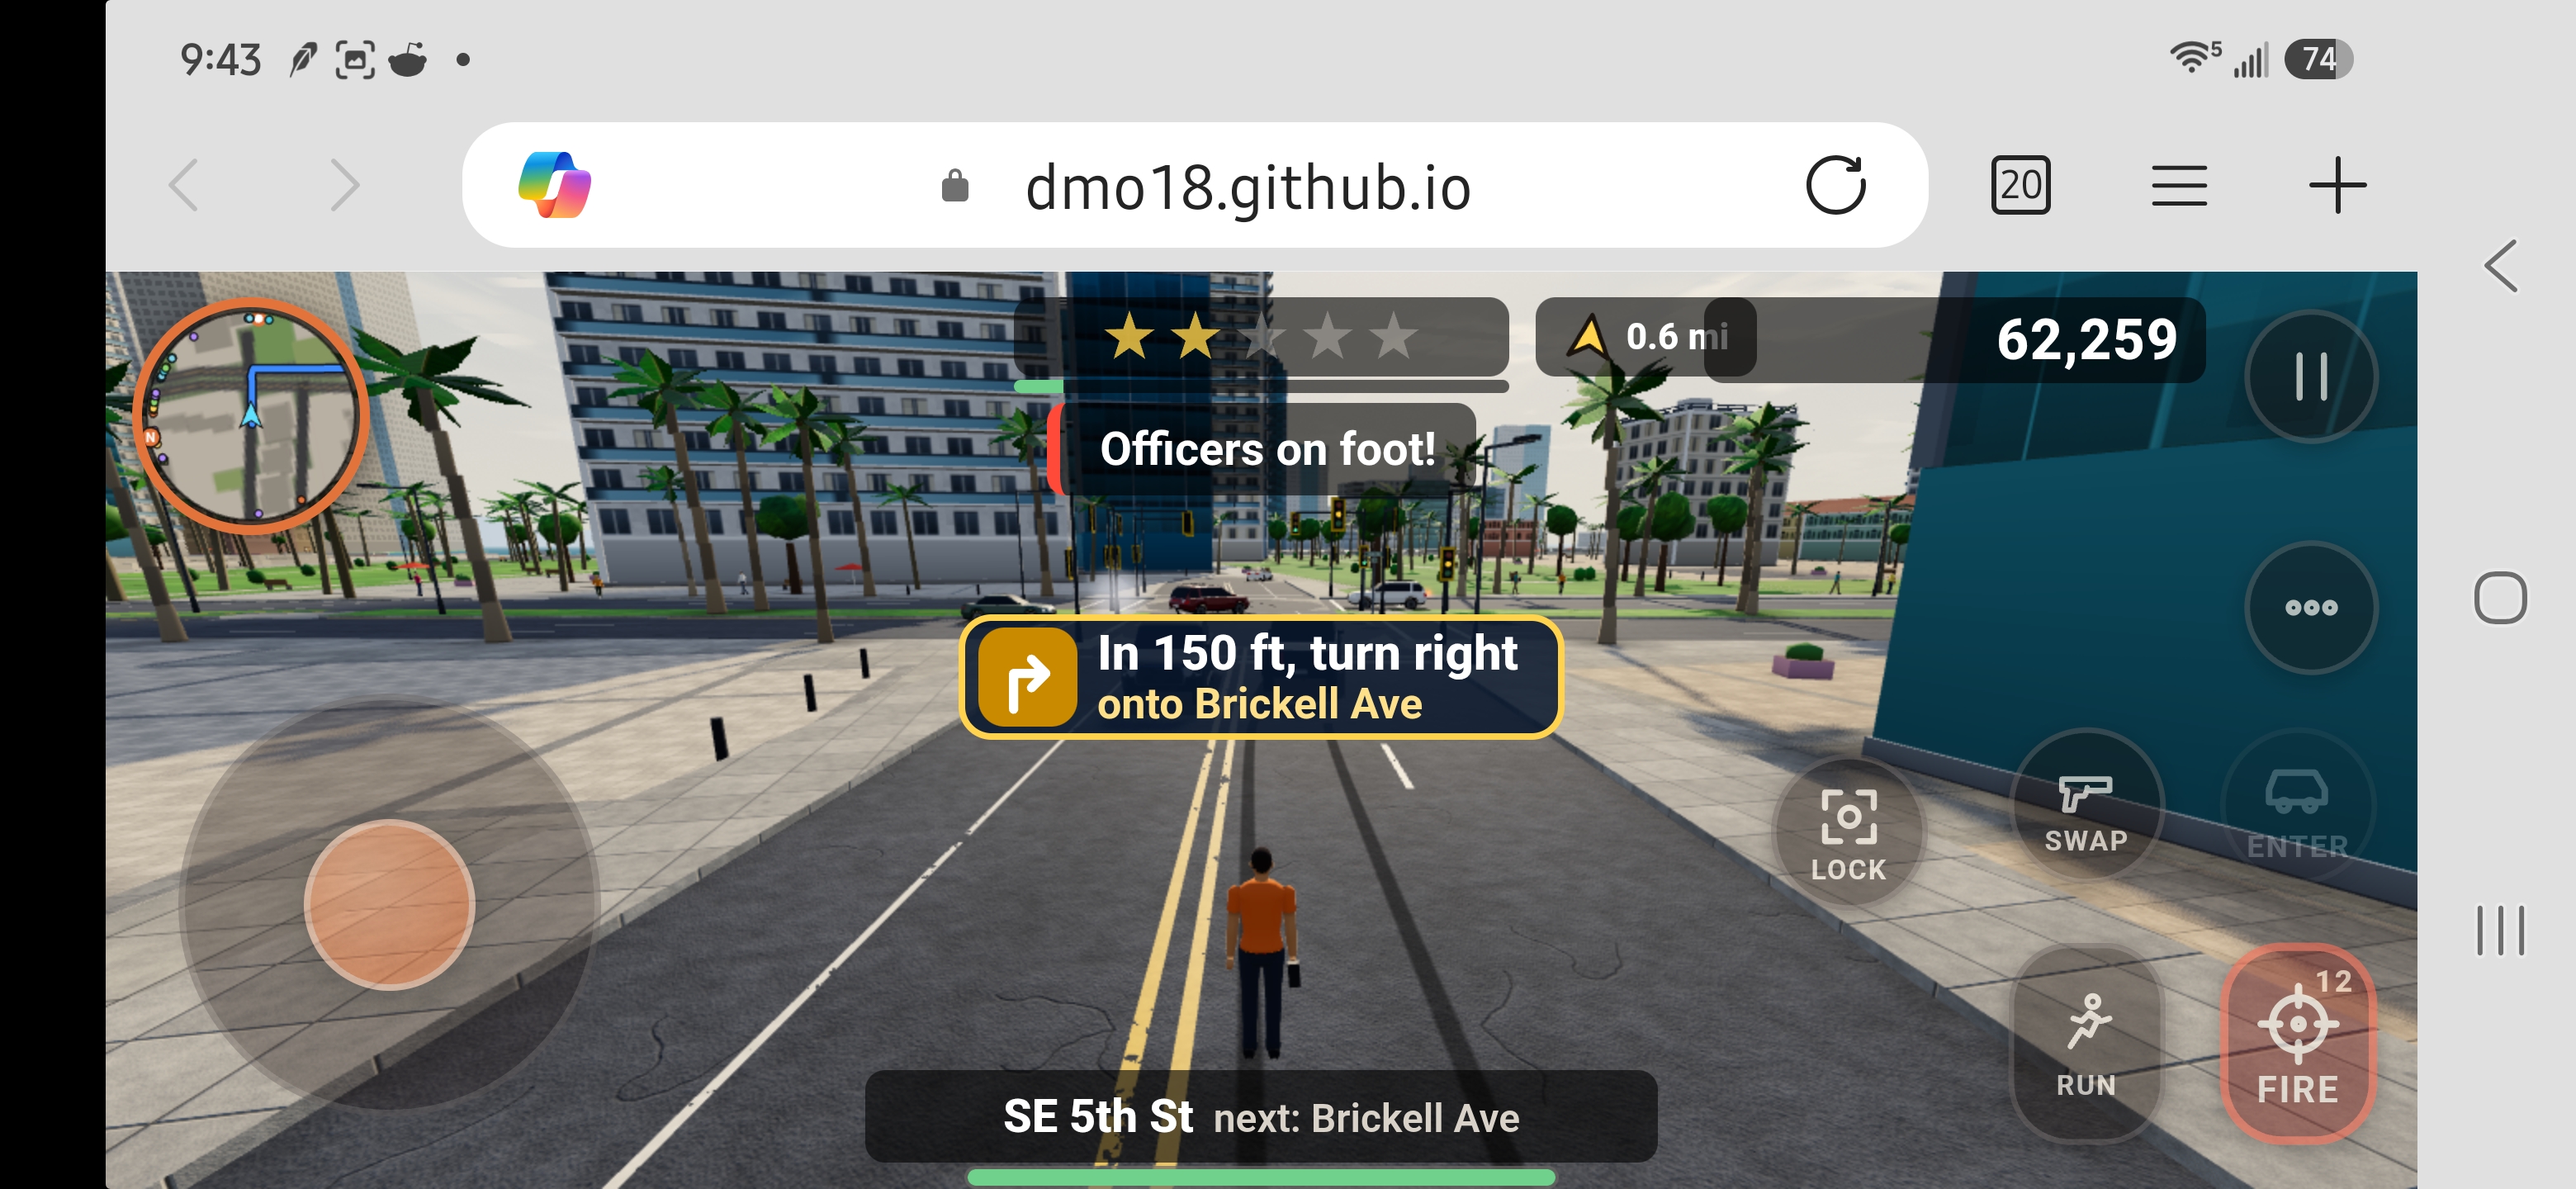 9:43
5
74
dmo18.github.io
20
0.6 mi
62,259
N
Officers on foot!
In 150 ft, turn right
onto Brickell Ave
LOCK
SWAP
ENTER
RUN
12
FIRE
SE 5th St next: Brickell Ave